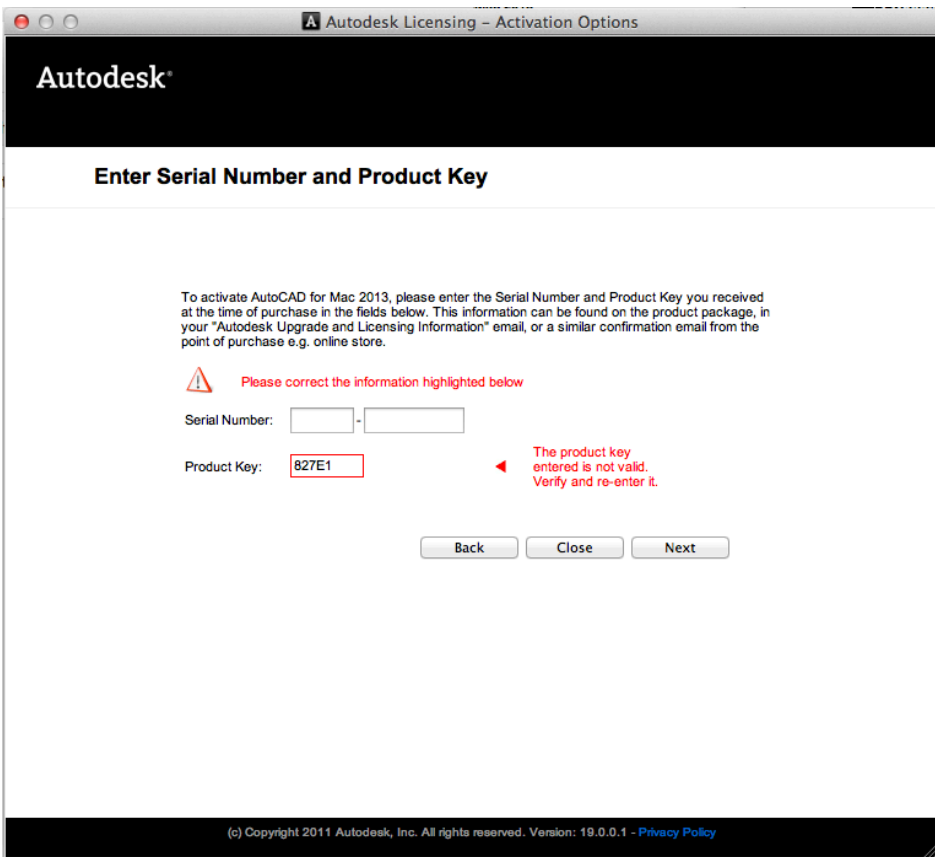 Autodesk Licensing – Activation Options
Autodesk®
Enter Serial Number and Product Key
To activate AutoCAD for Mac 2013, please enter the Serial Number and Product Key you received
at the time of purchase in the fields below. This information can be found on the product package, in
your "Autodesk Upgrade and Licensing Information" email, or a similar confirmation email from the
point of purchase e.g. online store.
Please correct the information highlighted below
Serial Number: -
Product Key: 827E1
The product key
entered is not valid.
Verify and re-enter it.
Back Close Next
(c) Copyright 2011 Autodesk, Inc. All rights reserved. Version: 19.0.0.1 - Privacy Policy